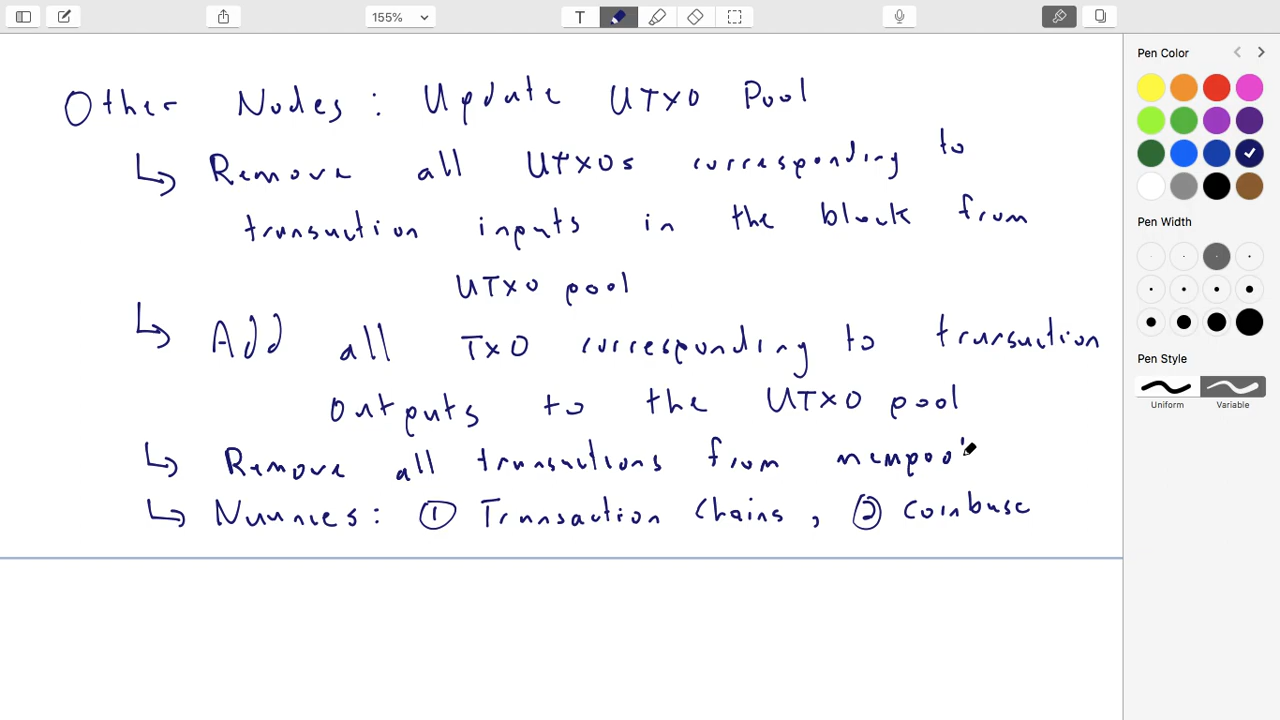 155%
T
Other Nodes: Update UTXO Pool
↳ Remove all UTXOs corresponding to
transaction inputs in the block from
UTXO pool
↳ Add all TXO corresponding to transaction
outputs to the UTXO pool
↳ Remove all transactions from mempool
↳ Nuances: ① Transaction Chains, ② Coinbase
Pen Color
Pen Width
Pen Style
Uniform Variable